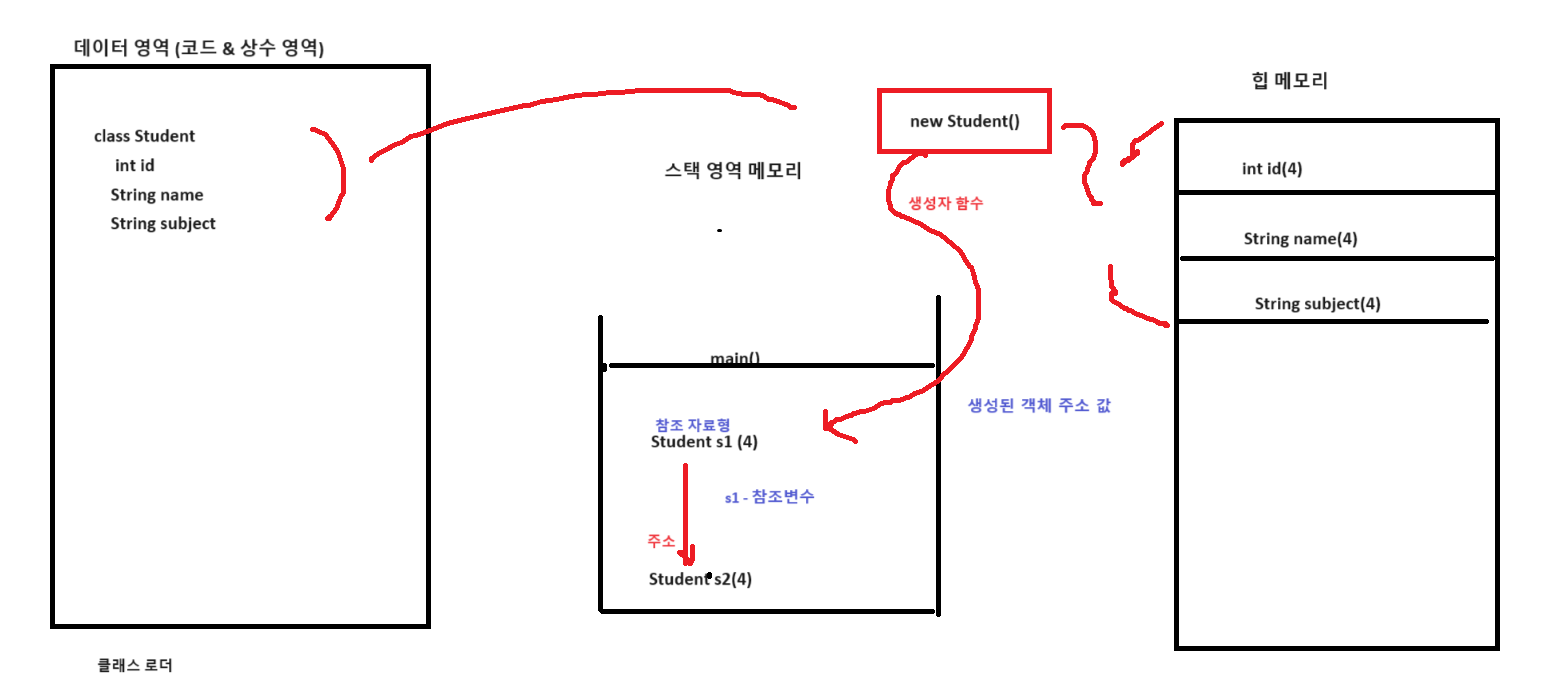 데이터 영역 (코드 & 상수 영역)
class Student
int id
String name
String subject
클래스 로더
스택 영역 메모리
new Student()
생성자 함수
main()
참조 자료형
Student s1 (4)
s1 - 참조변수
주소
Student s2(4)
생성된 객체 주소 값
힙 메모리
int id(4)
String name(4)
String subject(4)